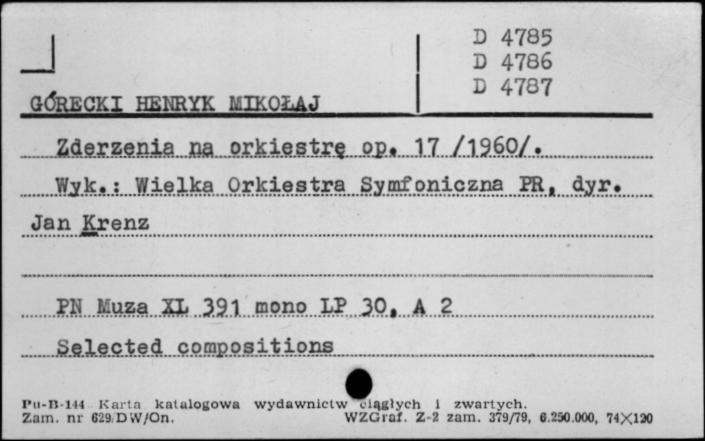 D 4785
D 4786
D 4787
GÓRECKI HENRYK MIKOŁAJ
Zderzenia na orkiestrę op. 17 /1960/.
Wyk.: Wielka Orkiestra Symfoniczna PR, dyr.
Jan Krenz
PN Muza XL 391 mono LP 30, A 2
Selected compositions
Pu-B-144 Karta katalogowa wydawnictw ciągłych i zwartych.
Zam. nr 629/DW/On. WZGraf. Z-2 zam. 379/79, 6.250.000, 74×120